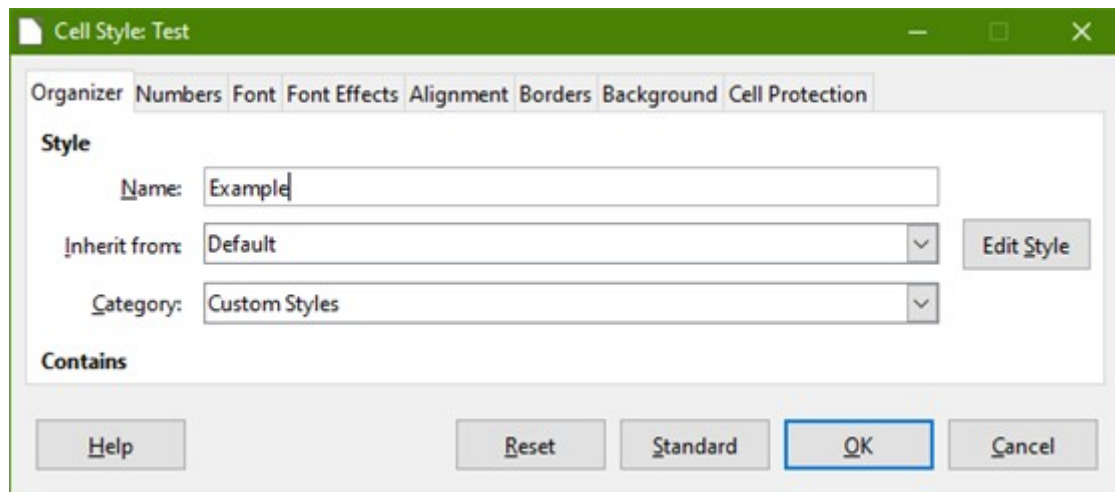 Cell Style: Test
Organizer Numbers Font Font Effects Alignment Borders Background Cell Protection
Style
Name: Example
Inherit from: Default Edit Style
Category: Custom Styles
Contains
Help Reset Standard OK Cancel